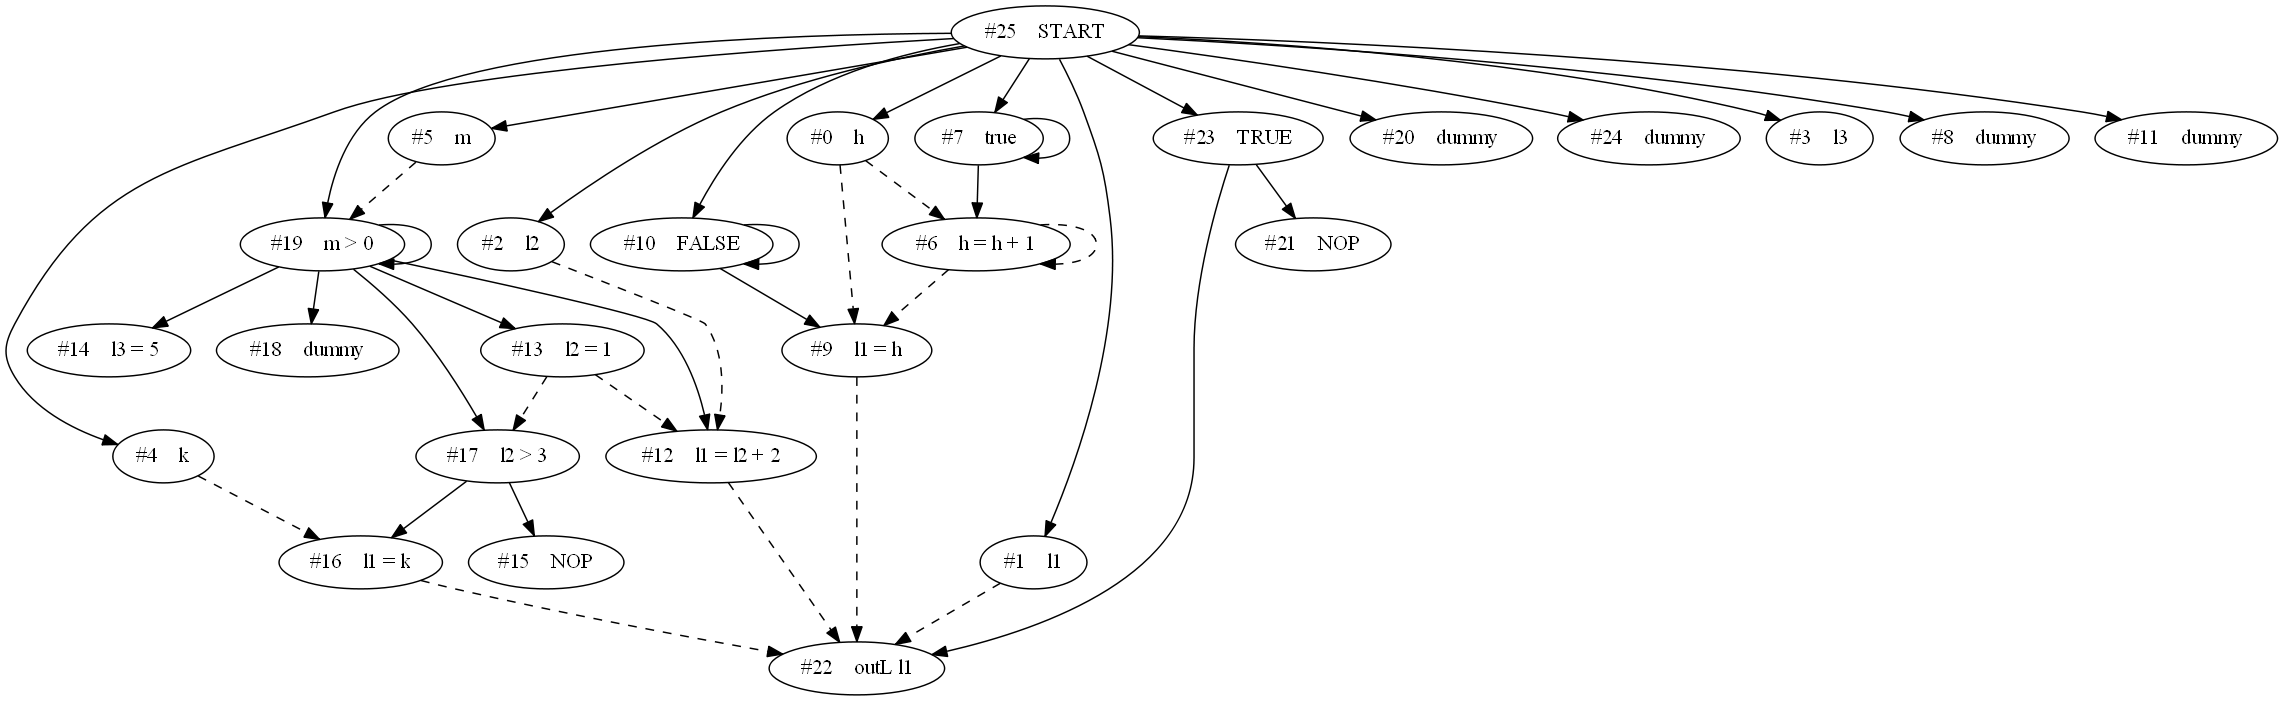 #25 START
#5 m
#0 h
#7 true
#23 TRUE
#20 dummy
#24 dummy
#3 l3
#8 dummy
#11 dummy
#19 m > 0
#2 l2
#10 FALSE
#6 h = h + 1
#21 NOP
#14 l3 = 5
#18 dummy
#13 l2 = 1
#9 l1 = h
#4 k
#17 l2 > 3
#12 l1 = l2 + 2
#16 l1 = k
#15 NOP
#1 l1
#22 outL l1